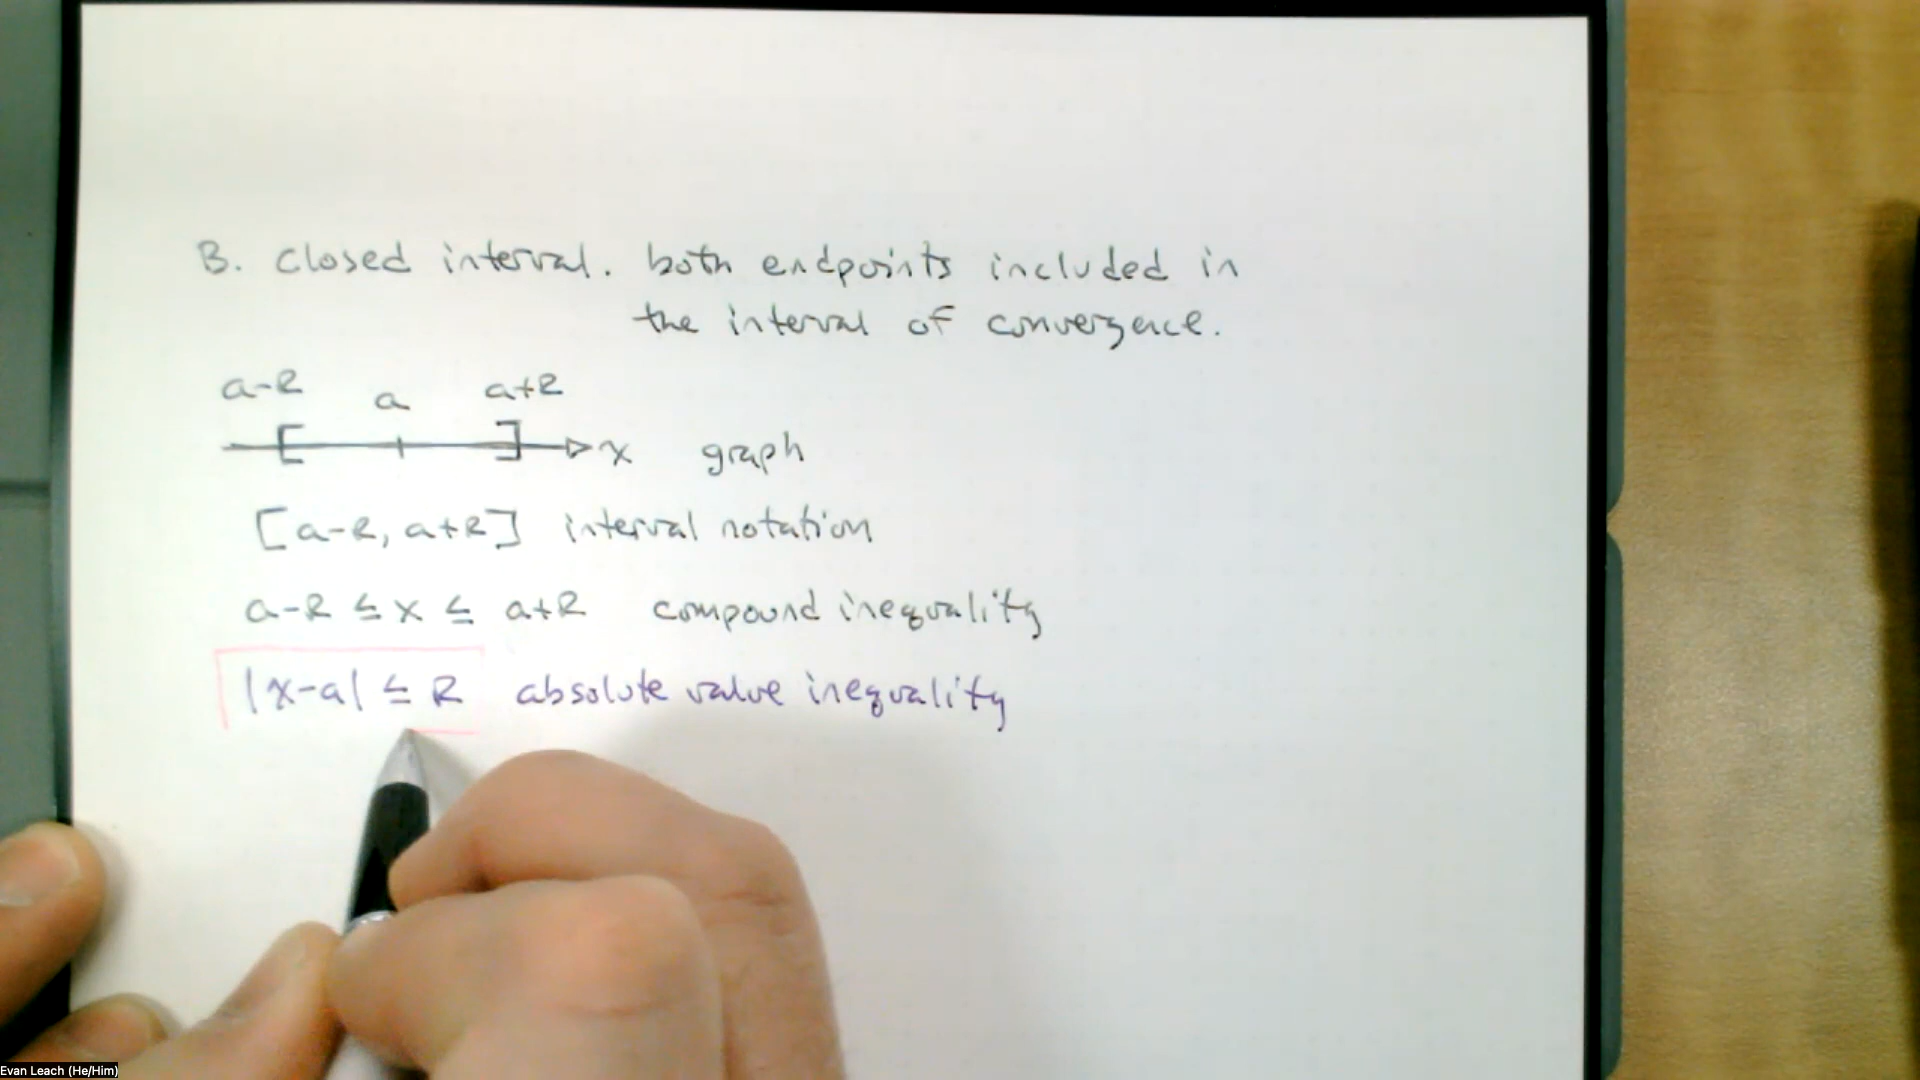 B. closed interval. both endpoints included in
the interval of convergence.
a-R a a+R
[ ] x graph
[a-R, a+R] interval notation
a-R ≤ x ≤ a+R compound inequality
|x-a| ≤ R absolute value inequality
Evan Leach (He/Him)